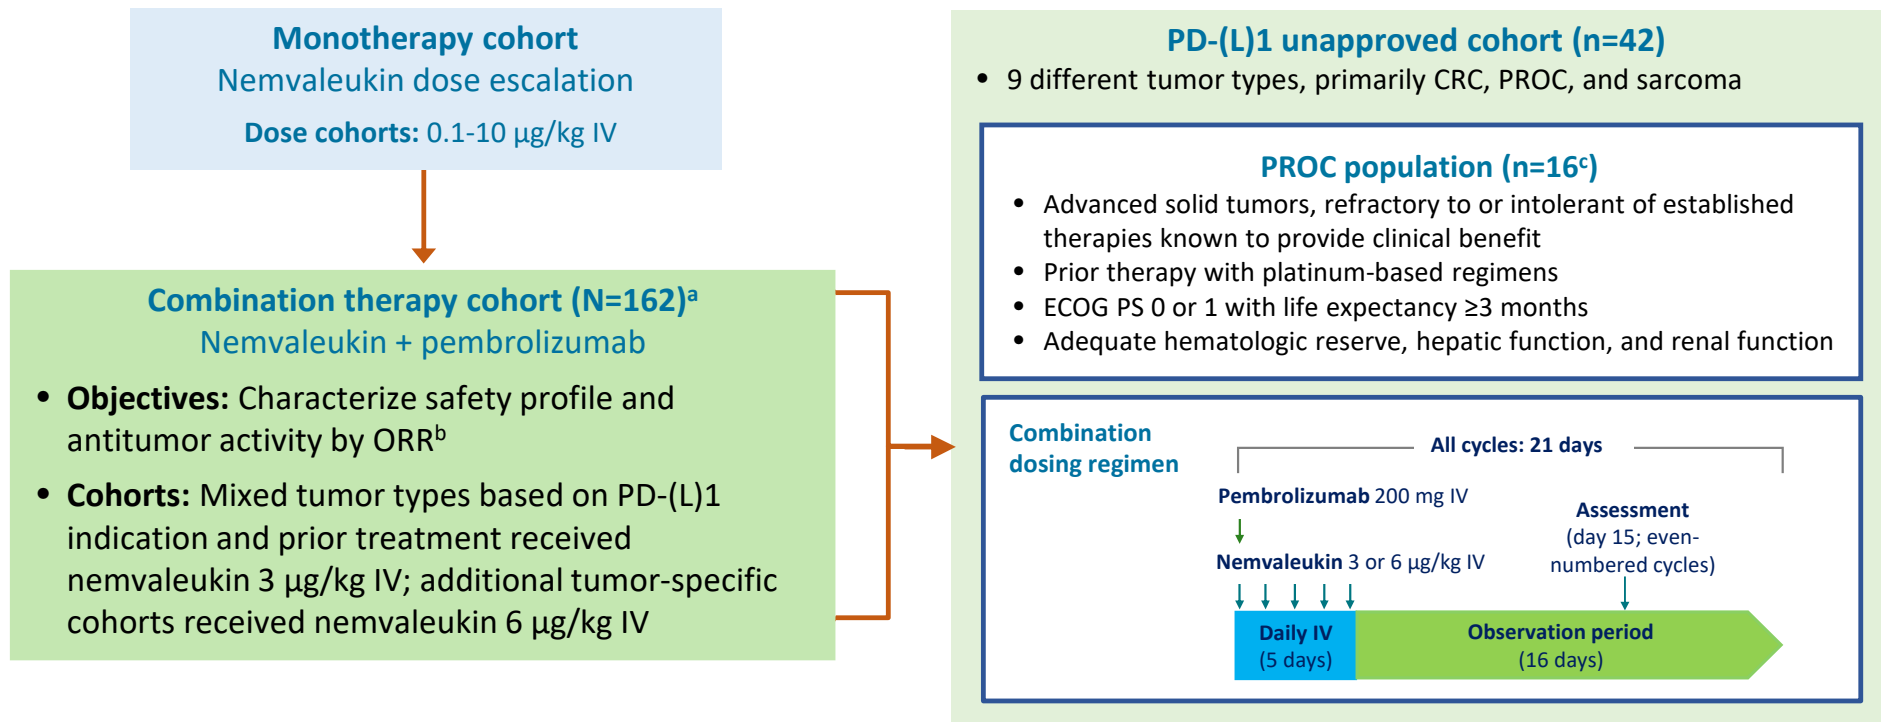 Monotherapy cohort
Nemvaleukin dose escalation
Dose cohorts: 0.1-10 µg/kg IV
Combination therapy cohort (N=162)ᵃ
Nemvaleukin + pembrolizumab
• Objectives: Characterize safety profile and
antitumor activity by ORRᵇ
• Cohorts: Mixed tumor types based on PD-(L)1
indication and prior treatment received
nemvaleukin 3 µg/kg IV; additional tumor-specific
cohorts received nemvaleukin 6 µg/kg IV
PD-(L)1 unapproved cohort (n=42)
• 9 different tumor types, primarily CRC, PROC, and sarcoma
PROC population (n=16ᶜ)
• Advanced solid tumors, refractory to or intolerant of established
therapies known to provide clinical benefit
• Prior therapy with platinum-based regimens
• ECOG PS 0 or 1 with life expectancy ≥3 months
• Adequate hematologic reserve, hepatic function, and renal function
Combination
dosing regimen
All cycles: 21 days
Pembrolizumab 200 mg IV
Nemvaleukin 3 or 6 µg/kg IV
Assessment
(day 15; even-
numbered cycles)
Daily IV
(5 days)
Observation period
(16 days)